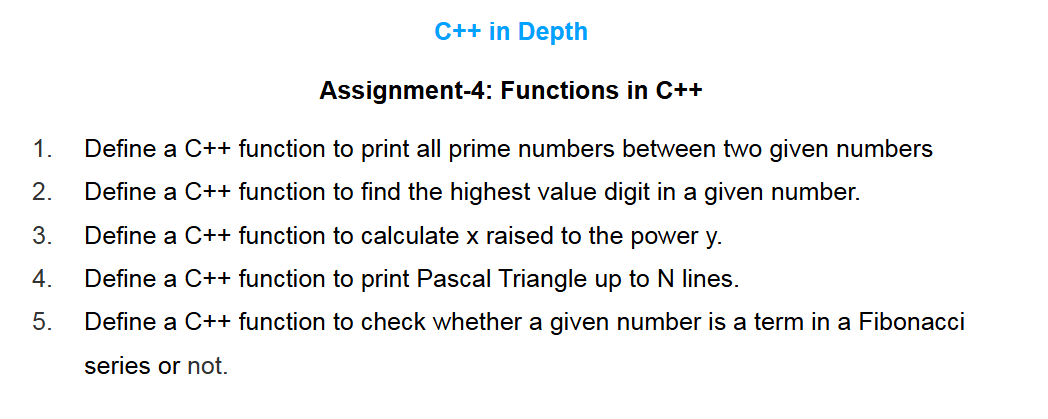 C++ in Depth
Assignment-4: Functions in C++
1. Define a C++ function to print all prime numbers between two given numbers
2. Define a C++ function to find the highest value digit in a given number.
3. Define a C++ function to calculate x raised to the power y.
4. Define a C++ function to print Pascal Triangle up to N lines.
5. Define a C++ function to check whether a given number is a term in a Fibonacci
series or not.